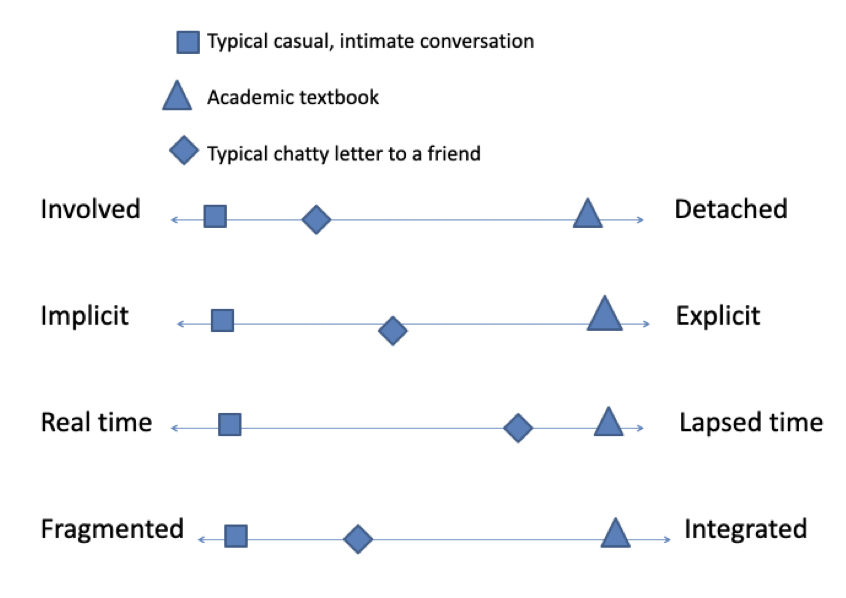 Typical casual, intimate conversation
Academic textbook
Typical chatty letter to a friend
Involved Detached
Implicit Explicit
Real time Lapsed time
Fragmented Integrated